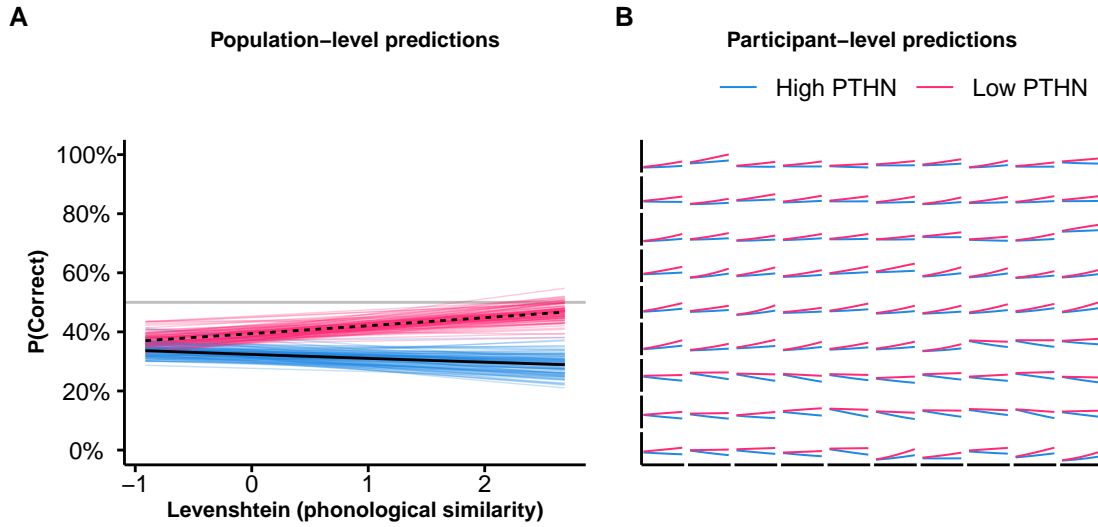 A
Population–level predictions
100%
80%
60%
40%
20%
0%
P(Correct)
−1
0
1
2
Levenshtein (phonological similarity)
B
Participant–level predictions
High PTHN
Low PTHN